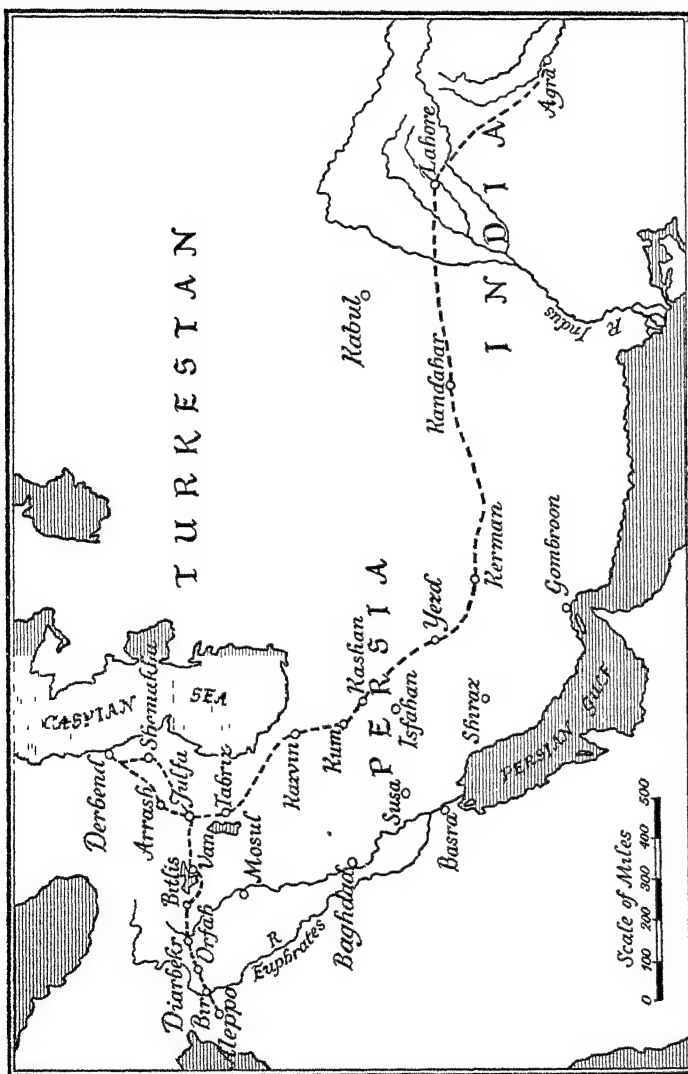 CASPIAN
SEA
TURKESTAN
Derbend
Shemakha
Arrash
Julfa
Tabriz
Bitlis
Van
Diarbekr
Orfah
Bir
Aleppo
Mosul
Kazvin
Kum
Kashan
R
Euphrates
Baghdad
Kabul
PERSIA
Isfahan
Susa
Yezd
Kandahar
Lahore
Basra
Shiraz
Kerman
INDIA
PERSIAN GULF
Gombroon
Indus
R
Agra
Scale of Miles
0 100 200 300 400 500